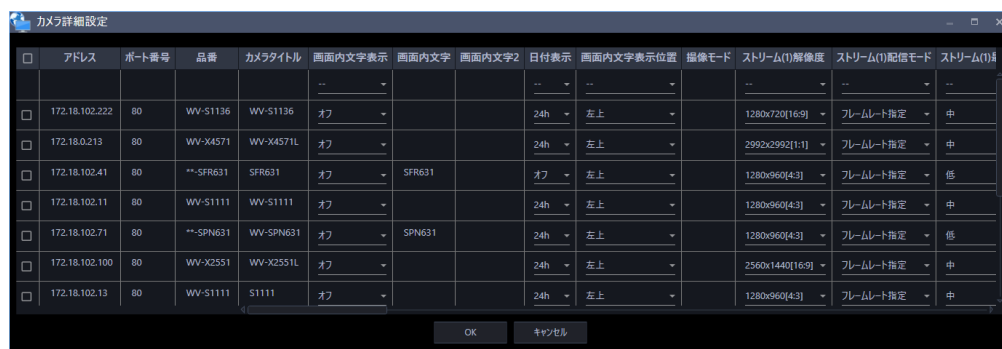 カメラ詳細設定
アドレス ポート番号 品番 カメラタイトル 画面内文字表示 画面内文字 画面内文字2 日付表示 画面内文字表示位置 撮像モード ストリーム(1)解像度 ストリーム(1)配信モード ストリーム(1)
-- -- -- -- -- --
172.18.102.222 80 WV-S1136 WV-S1136 オフ 24h 左上 1280x720[16:9] フレームレート指定 中
172.18.0.213 80 WV-X4571 WV-X4571L オフ 24h 左上 2992x2992[1:1] フレームレート指定 中
172.18.102.41 80 **-SFR631 SFR631 オフ SFR631 オフ 左上 1280x960[4:3] フレームレート指定 低
172.18.102.11 80 WV-S1111 WV-S1111 オフ 24h 左上 1280x960[4:3] フレームレート指定 中
172.18.102.71 80 **-SPN631 WV-SPN631 オフ SPN631 24h 左上 1280x960[4:3] フレームレート指定 低
172.18.102.100 80 WV-X2551 WV-X2551L オフ 24h 左上 2560x1440[16:9] フレームレート指定 中
172.18.102.13 80 WV-S1111 S1111 オフ 24h 左上 1280x960[4:3] フレームレート指定 中
OK キャンセル